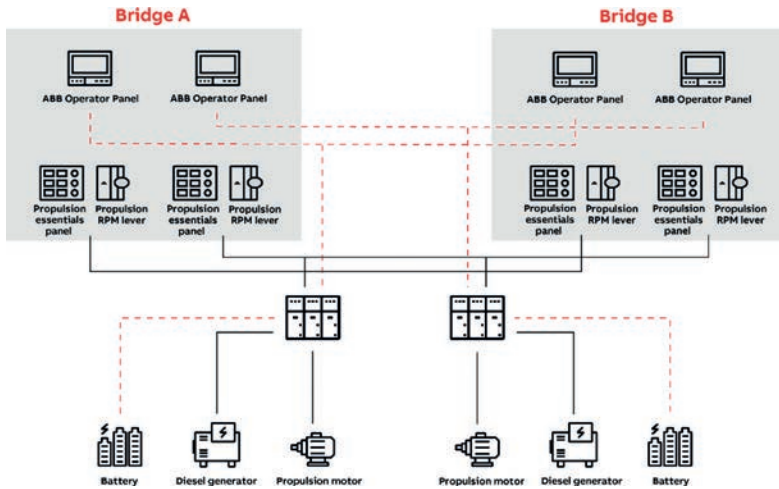 Bridge A
Bridge B
ABB Operator Panel
ABB Operator Panel
ABB Operator Panel
ABB Operator Panel
Propulsion
essentials
panel
Propulsion
RPM lever
Propulsion
essentials
panel
Propulsion
RPM lever
Propulsion
essentials
panel
Propulsion
RPM lever
Propulsion
essentials
panel
Propulsion
RPM lever
Battery
Diesel generator
Propulsion motor
Propulsion motor
Diesel generator
Battery